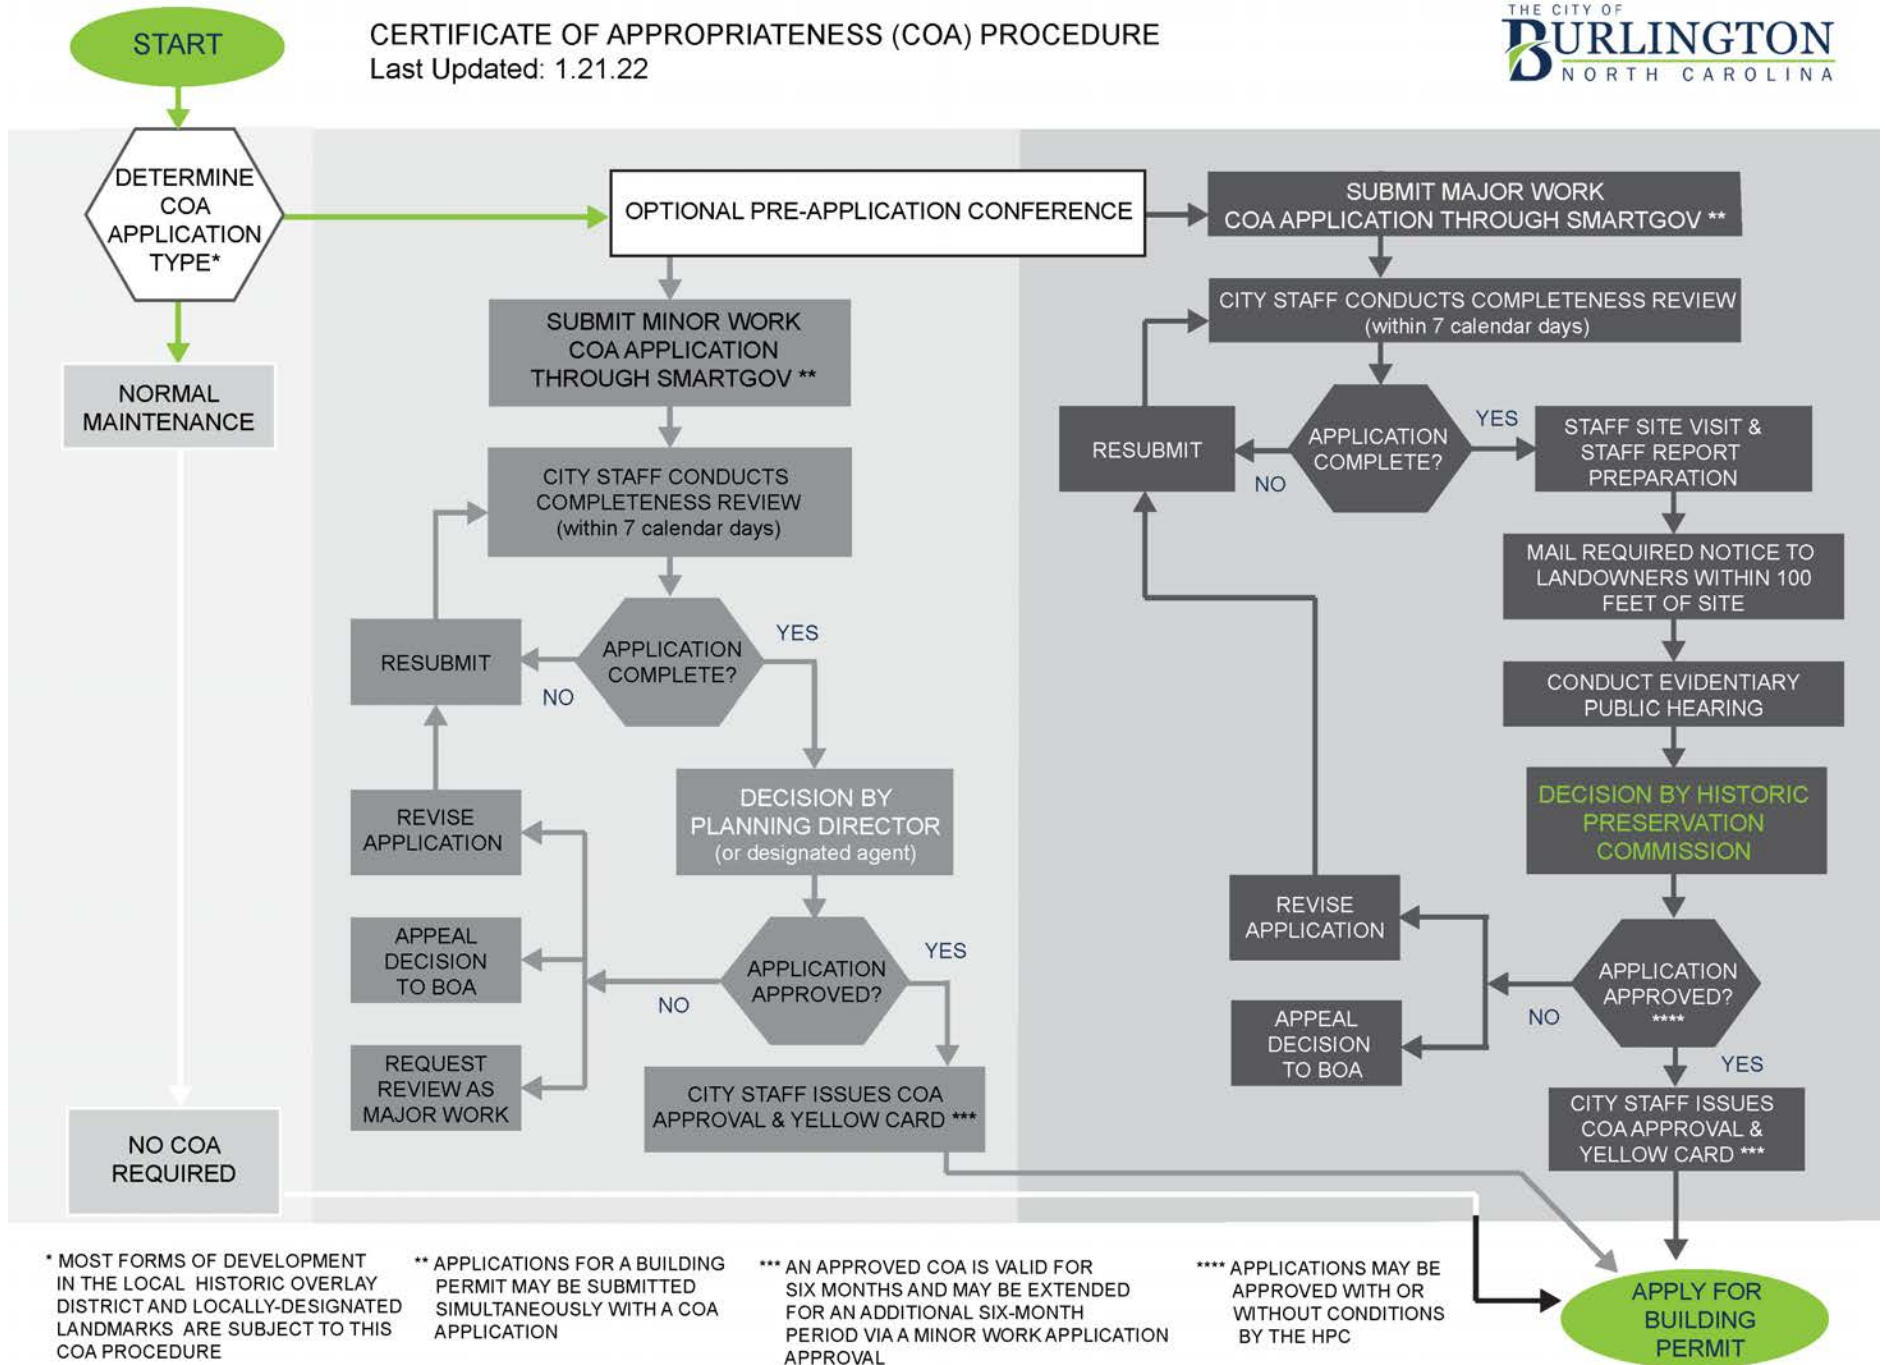 START
CERTIFICATE OF APPROPRIATENESS (COA) PROCEDURE
Last Updated: 1.21.22
THE CITY OF
BURLINGTON
NORTH CAROLINA
DETERMINE
COA
APPLICATION
TYPE*
NORMAL
MAINTENANCE
NO COA
REQUIRED
OPTIONAL PRE-APPLICATION CONFERENCE
SUBMIT MINOR WORK
COA APPLICATION
THROUGH SMARTGOV **
CITY STAFF CONDUCTS
COMPLETENESS REVIEW
(within 7 calendar days)
APPLICATION
COMPLETE?
YES
NO
RESUBMIT
DECISION BY
PLANNING DIRECTOR
(or designated agent)
REVISE
APPLICATION
APPEAL
DECISION
TO BOA
REQUEST
REVIEW AS
MAJOR WORK
APPLICATION
APPROVED?
YES
NO
CITY STAFF ISSUES COA
APPROVAL & YELLOW CARD ***
SUBMIT MAJOR WORK
COA APPLICATION THROUGH SMARTGOV **
CITY STAFF CONDUCTS COMPLETENESS REVIEW
(within 7 calendar days)
APPLICATION
COMPLETE?
YES
NO
RESUBMIT
STAFF SITE VISIT &
STAFF REPORT
PREPARATION
MAIL REQUIRED NOTICE TO
LANDOWNERS WITHIN 100
FEET OF SITE
CONDUCT EVIDENTIARY
PUBLIC HEARING
DECISION BY HISTORIC
PRESERVATION
COMMISSION
REVISE
APPLICATION
APPEAL
DECISION
TO BOA
APPLICATION
APPROVED?
****
NO
YES
CITY STAFF ISSUES
COA APPROVAL &
YELLOW CARD ***
* MOST FORMS OF DEVELOPMENT
IN THE LOCAL HISTORIC OVERLAY
DISTRICT AND LOCALLY-DESIGNATED
LANDMARKS ARE SUBJECT TO THIS
COA PROCEDURE
** APPLICATIONS FOR A BUILDING
PERMIT MAY BE SUBMITTED
SIMULTANEOUSLY WITH A COA
APPLICATION
*** AN APPROVED COA IS VALID FOR
SIX MONTHS AND MAY BE EXTENDED
FOR AN ADDITIONAL SIX-MONTH
PERIOD VIA A MINOR WORK APPLICATION
APPROVAL
**** APPLICATIONS MAY BE
APPROVED WITH OR
WITHOUT CONDITIONS
BY THE HPC
APPLY FOR
BUILDING
PERMIT